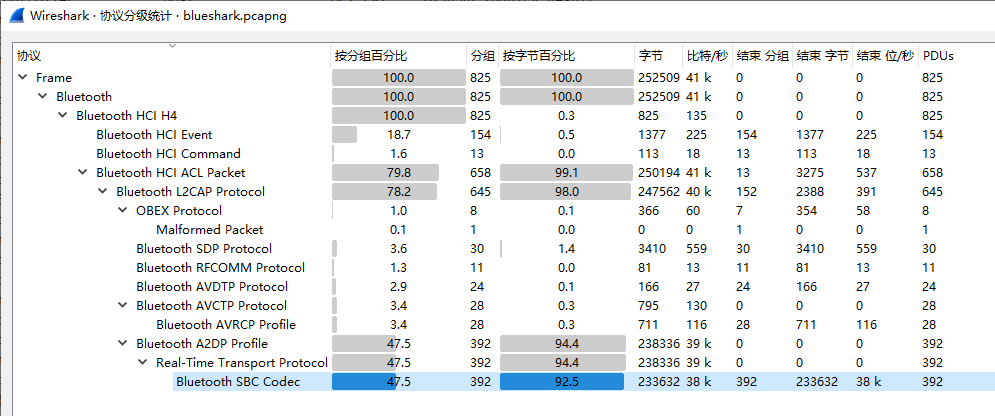 Wireshark · 协议分级统计 · blueshark.pcapng
协议 按分组百分比 分组 按字节百分比 字节 比特/秒 结束 分组 结束 字节 结束 位/秒 PDUs
Frame 100.0 825 100.0 252509 41 k 0 0 0 825
Bluetooth 100.0 825 100.0 252509 41 k 0 0 0 825
Bluetooth HCI H4 100.0 825 0.3 825 135 0 0 0 825
Bluetooth HCI Event 18.7 154 0.5 1377 225 154 1377 225 154
Bluetooth HCI Command 1.6 13 0.0 113 18 13 113 18 13
Bluetooth HCI ACL Packet 79.8 658 99.1 250194 41 k 13 3275 537 658
Bluetooth L2CAP Protocol 78.2 645 98.0 247562 40 k 152 2388 391 645
OBEX Protocol 1.0 8 0.1 366 60 7 354 58 8
Malformed Packet 0.1 1 0.0 0 0 1 0 0 1
Bluetooth SDP Protocol 3.6 30 1.4 3410 559 30 3410 559 30
Bluetooth RFCOMM Protocol 1.3 11 0.0 81 13 11 81 13 11
Bluetooth AVDTP Protocol 2.9 24 0.1 166 27 24 166 27 24
Bluetooth AVCTP Protocol 3.4 28 0.3 795 130 0 0 0 28
Bluetooth AVRCP Profile 3.4 28 0.3 711 116 28 711 116 28
Bluetooth A2DP Profile 47.5 392 94.4 238336 39 k 0 0 0 392
Real-Time Transport Protocol 47.5 392 94.4 238336 39 k 0 0 0 392
Bluetooth SBC Codec 47.5 392 92.5 233632 38 k 392 233632 38 k 392